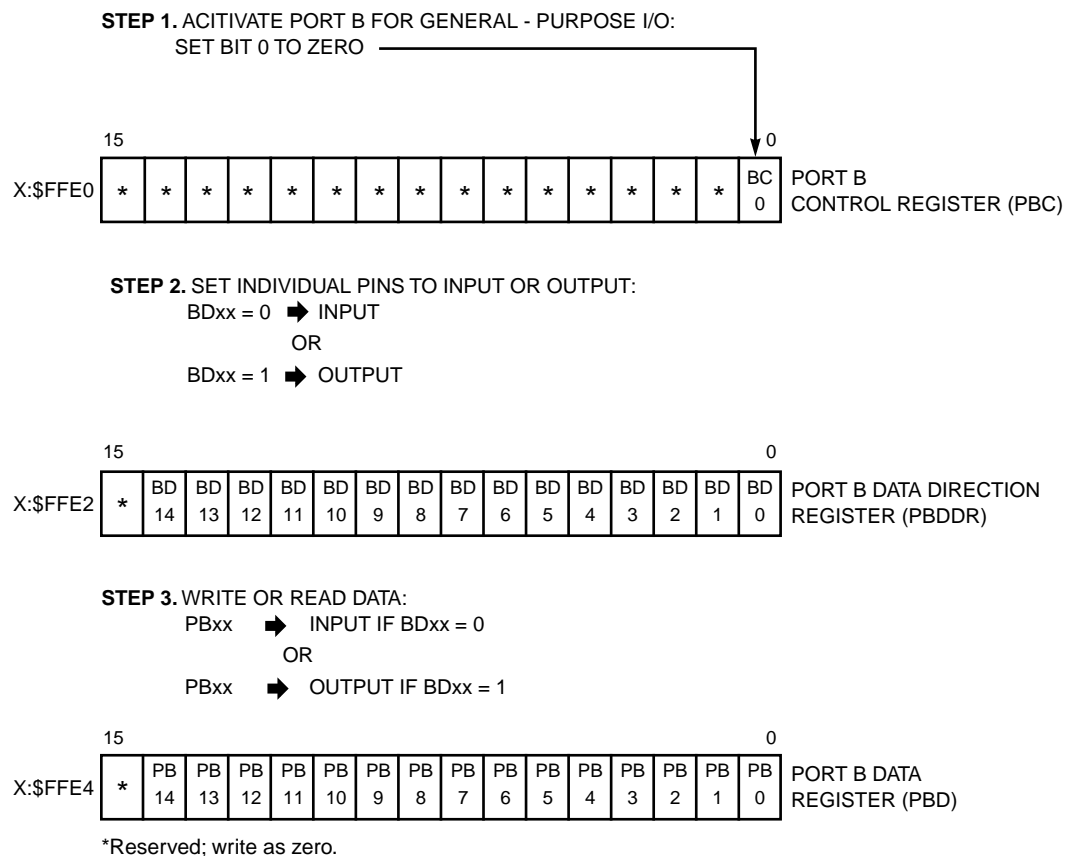 STEP 1. ACITIVATE PORT B FOR GENERAL - PURPOSE I/O:
SET BIT 0 TO ZERO
15 0
X:$FFE0 * * * * * * * * * * * * * * * BC 0 PORT B
CONTROL REGISTER (PBC)
STEP 2. SET INDIVIDUAL PINS TO INPUT OR OUTPUT:
BDxx = 0 ➡ INPUT
OR
BDxx = 1 ➡ OUTPUT
15 0
X:$FFE2 * BD 14 BD 13 BD 12 BD 11 BD 10 BD 9 BD 8 BD 7 BD 6 BD 5 BD 4 BD 3 BD 2 BD 1 BD 0 PORT B DATA DIRECTION
REGISTER (PBDDR)
STEP 3. WRITE OR READ DATA:
PBxx ➡ INPUT IF BDxx = 0
OR
PBxx ➡ OUTPUT IF BDxx = 1
15 0
X:$FFE4 * PB 14 PB 13 PB 12 PB 11 PB 10 PB 9 PB 8 PB 7 PB 6 PB 5 PB 4 PB 3 PB 2 PB 1 PB 0 PORT B DATA
REGISTER (PBD)
*Reserved; write as zero.